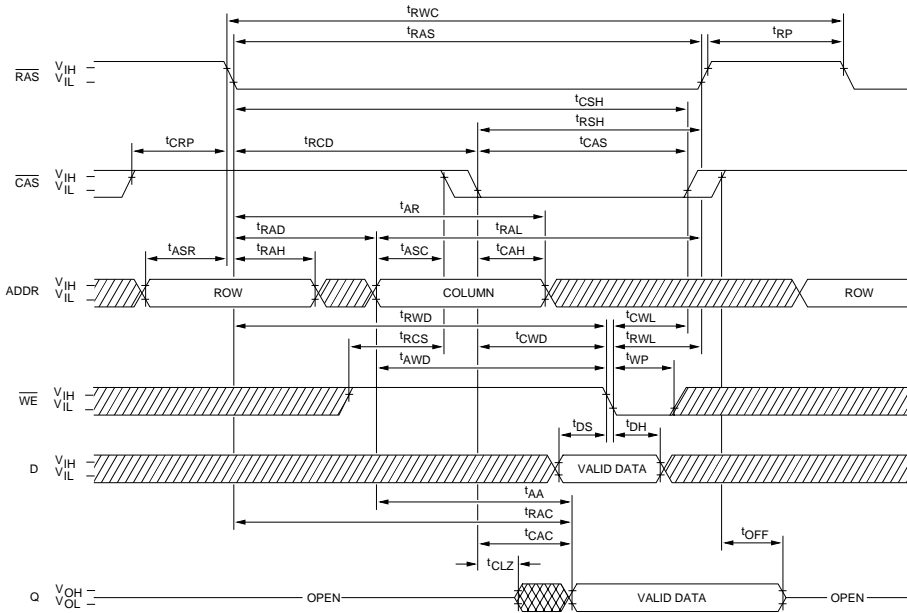 tRWC
tRAS
tRP
RAS
VIH
VIL
tCSH
tRSH
tCRP
tRCD
tCAS
CAS
VIH
VIL
tAR
tRAD
tRAL
tASR
tRAH
tASC
tCAH
ADDR
VIH
VIL
ROW
COLUMN
ROW
tRWD
tCWL
tRCS
tCWD
tRWL
tAWD
tWP
WE
VIH
VIL
tDS
tDH
D
VIH
VIL
VALID DATA
tAA
tRAC
tCAC
tOFF
tCLZ
Q
VOH
VOL
OPEN
VALID DATA
OPEN